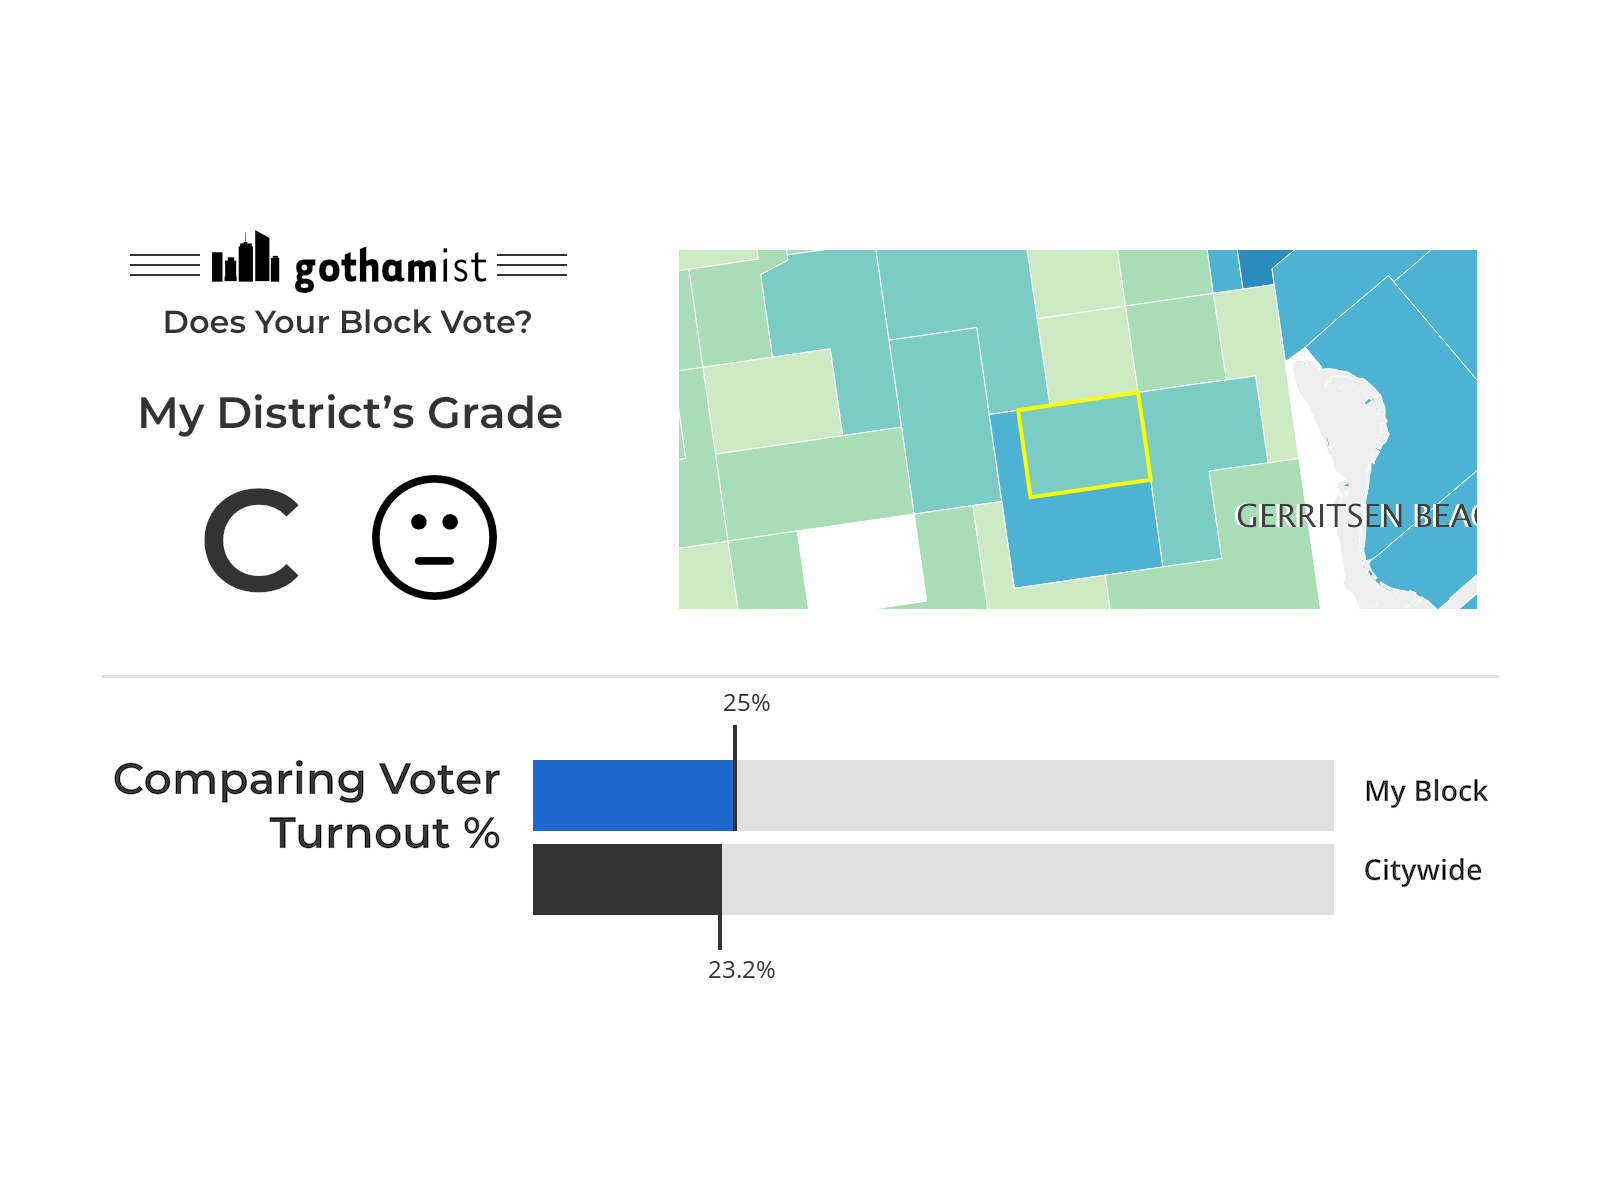 gothamist
Does Your Block Vote?
My District's Grade
C
GERRITSEN BEAC
25%
Comparing Voter
Turnout %
My Block
Citywide
23.2%